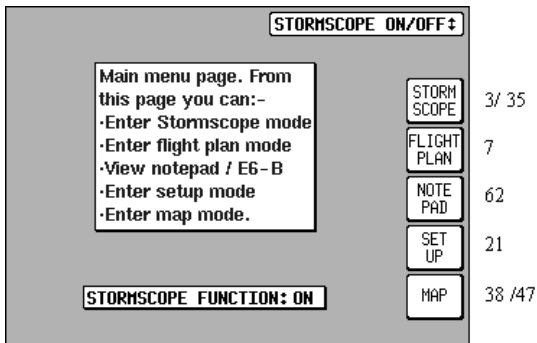 STORMSCOPE ON/OFF↕
Main menu page. From
this page you can:-
·Enter Stormscope mode
·Enter flight plan mode
·View notepad / E6-B
·Enter setup mode
·Enter map mode.
STORM
SCOPE
3/ 35
FLIGHT
PLAN
7
NOTE
PAD
62
SET
UP
21
MAP
38 /47
STORMSCOPE FUNCTION: ON